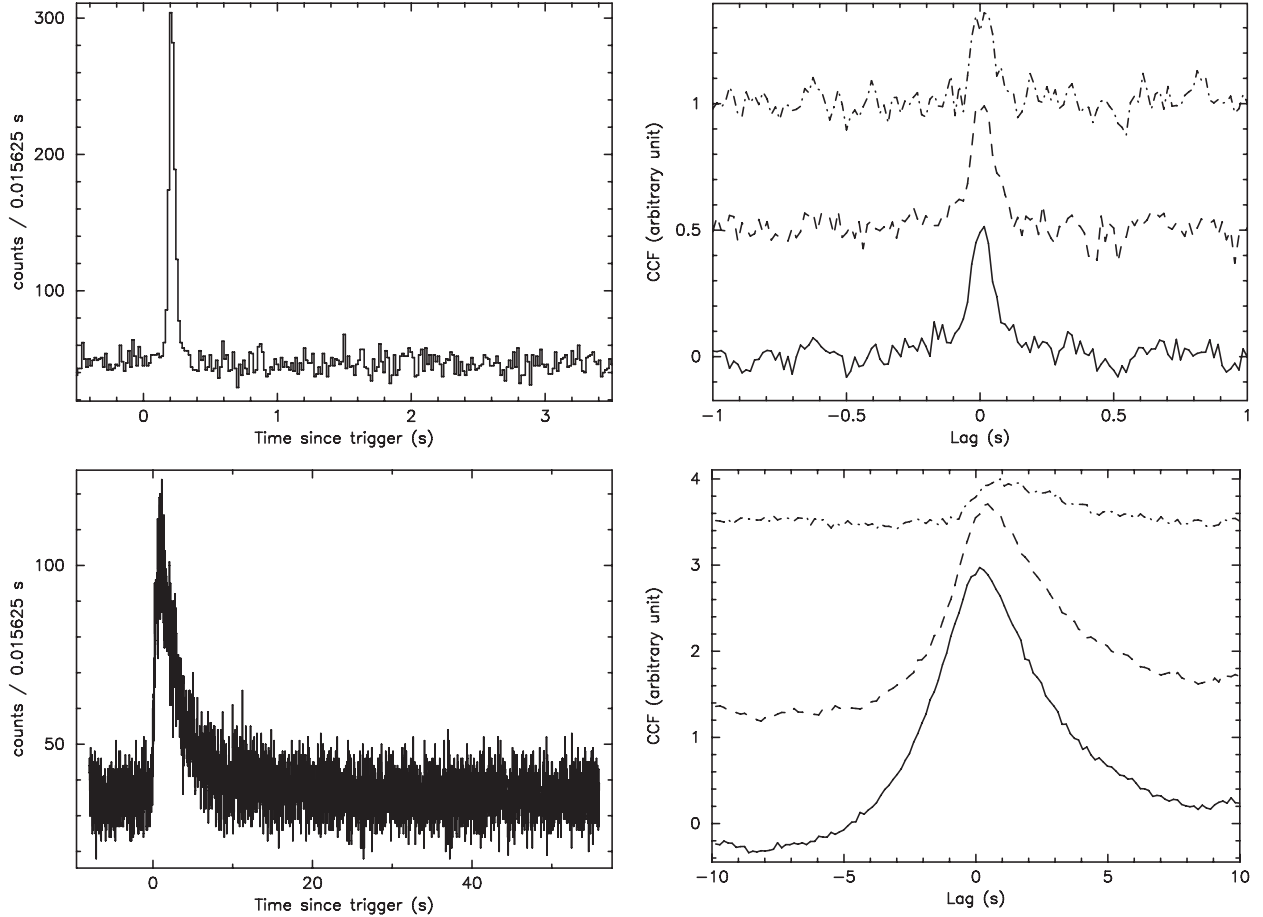 300
200
100
counts / 0.015625 s
0 1 2 3
Time since trigger (s)
1
0.5
0
CCF (arbitrary unit)
−1 −0.5 0 0.5 1
Lag (s)
100
50
counts / 0.015625 s
0 20 40
Time since trigger (s)
4
3
2
1
0
CCF (arbitrary unit)
−10 −5 0 5 10
Lag (s)